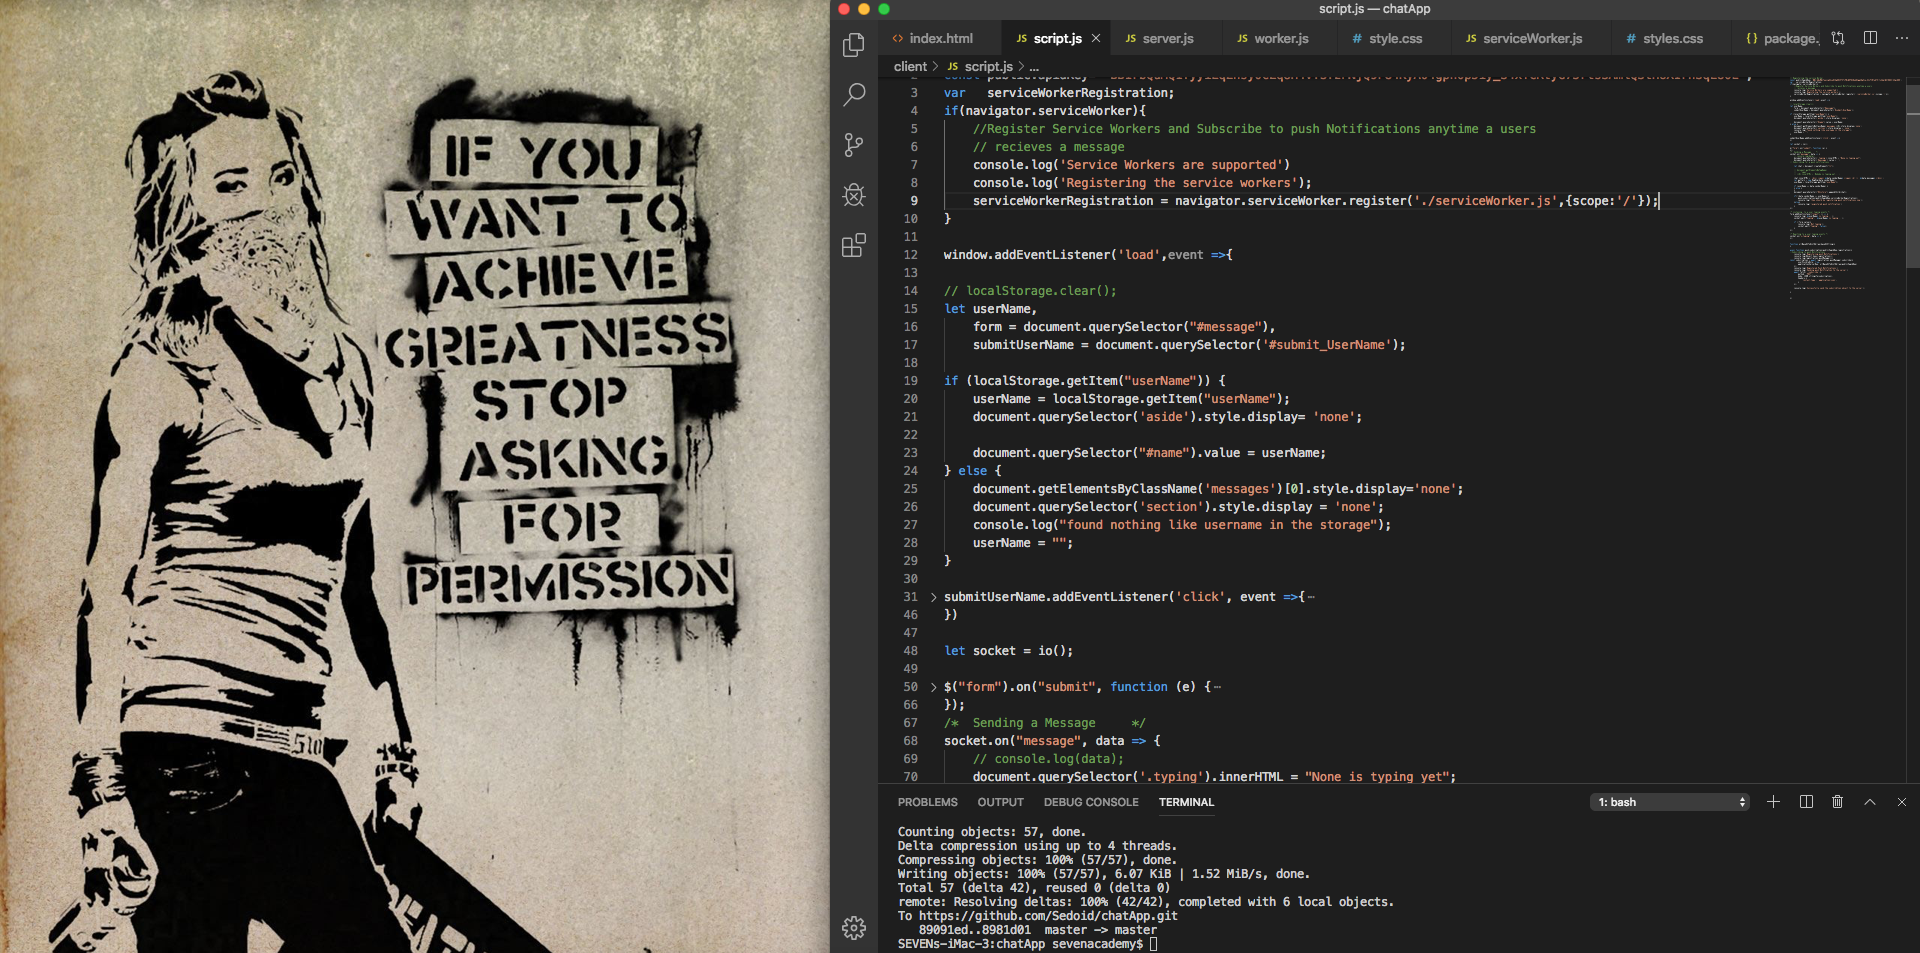 IF YOU
WANT TO
ACHIEVE
GREATNESS
STOP
ASKING
FOR
PERMISSION
510
script.js — chatApp
<> index.html
JS script.js ×
JS server.js
JS worker.js
# style.css
JS serviceWorker.js
# styles.css
{} package.
...
client > JS script.js > ...
3 var   serviceWorkerRegistration;
4 if(navigator.serviceWorker){
5     //Register Service Workers and Subscribe to push Notifications anytime a users
6     // recieves a message
7     console.log('Service Workers are supported')
8     console.log('Registering the service workers');
9     serviceWorkerRegistration = navigator.serviceWorker.register('./serviceWorker.js',{scope:'/'});
10 }
11
12 window.addEventListener('load',event =>{
13
14 // localStorage.clear();
15 let userName,
16     form = document.querySelector("#message"),
17     submitUserName = document.querySelector('#submit_UserName');
18
19 if (localStorage.getItem("userName")) {
20     userName = localStorage.getItem("userName");
21     document.querySelector('aside').style.display= 'none';
22
23     document.querySelector("#name").value = userName;
24 } else {
25     document.getElementsByClassName('messages')[0].style.display='none';
26     document.querySelector('section').style.display = 'none';
27     console.log("found nothing like username in the storage");
28     userName = "";
29 }
30
31 > submitUserName.addEventListener('click', event =>{...
46 })
47
48 let socket = io();
49
50 > $("form").on("submit", function (e) {...
66 });
67 /*  Sending a Message     */
68 socket.on("message", data => {
69     // console.log(data);
70     document.querySelector('.typing').innerHTML = "None is typing yet";
PROBLEMS OUTPUT DEBUG CONSOLE TERMINAL
1: bash
Counting objects: 57, done.
Delta compression using up to 4 threads.
Compressing objects: 100% (57/57), done.
Writing objects: 100% (57/57), 6.07 KiB | 1.52 MiB/s, done.
Total 57 (delta 42), reused 0 (delta 0)
remote: Resolving deltas: 100% (42/42), completed with 6 local objects.
To https://github.com/Sedoid/chatApp.git
   89091ed..8981d01  master -> master
SEVENs-iMac-3:chatApp sevenacademy$